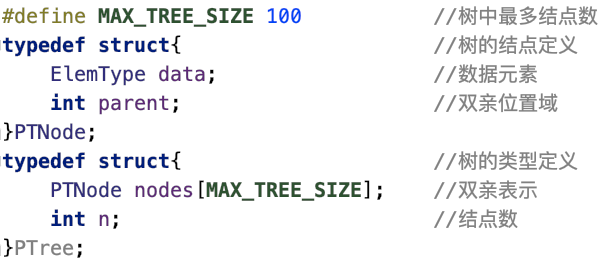 #define MAX_TREE_SIZE 100 //树中最多结点数
typedef struct{ //树的结点定义
ElemType data; //数据元素
int parent; //双亲位置域
}PTNode;
typedef struct{ //树的类型定义
PTNode nodes[MAX_TREE_SIZE]; //双亲表示
int n; //结点数
}PTree;